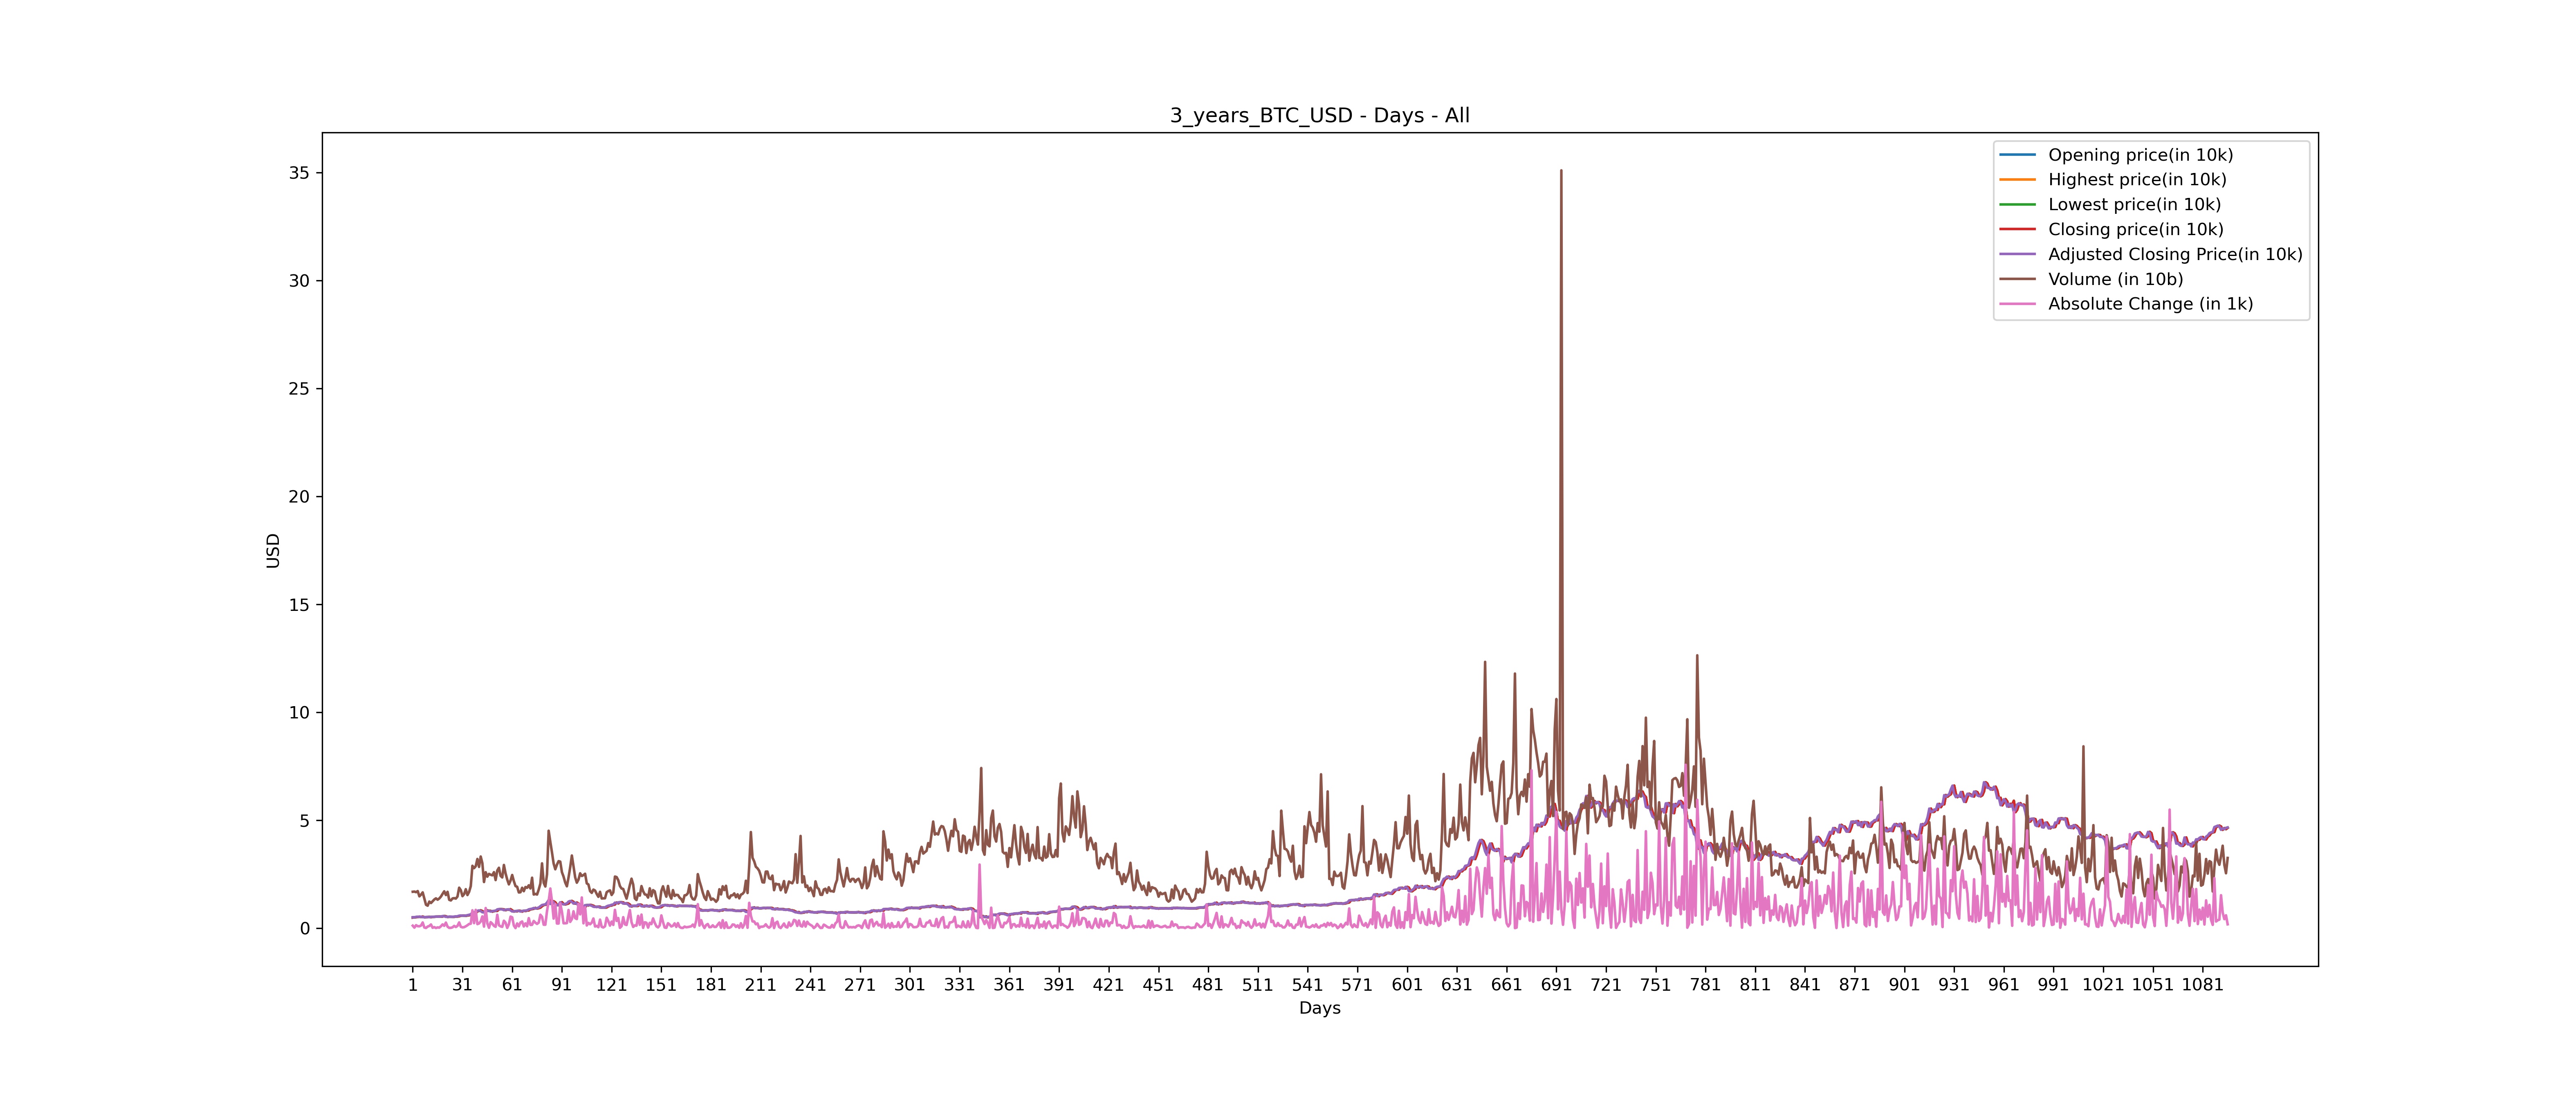 3_years_BTC_USD - Days - All
Opening price(in 10k)
Highest price(in 10k)
Lowest price(in 10k)
Closing price(in 10k)
Adjusted Closing Price(in 10k)
Volume (in 10b)
Absolute Change (in 1k)
35
30
25
20
15
10
5
0
USD
1 31 61 91 121 151 181 211 241 271 301 331 361 391 421 451 481 511 541 571 601 631 661 691 721 751 781 811 841 871 901 931 961 991 1021 1051 1081
Days